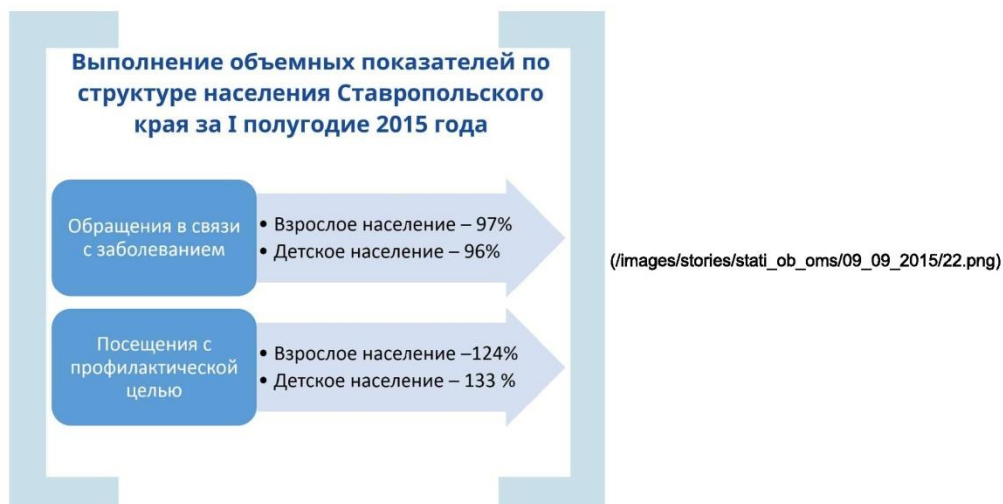 Выполнение объемных показателей по
структуре населения Ставропольского
края за I полугодие 2015 года
Обращения в связи
с заболеванием
• Взрослое население – 97%
• Детское население – 96%
(/images/stories/stati_ob_oms/09_09_2015/22.png)
Посещения с
профилактической
целью
• Взрослое население –124%
• Детское население – 133 %